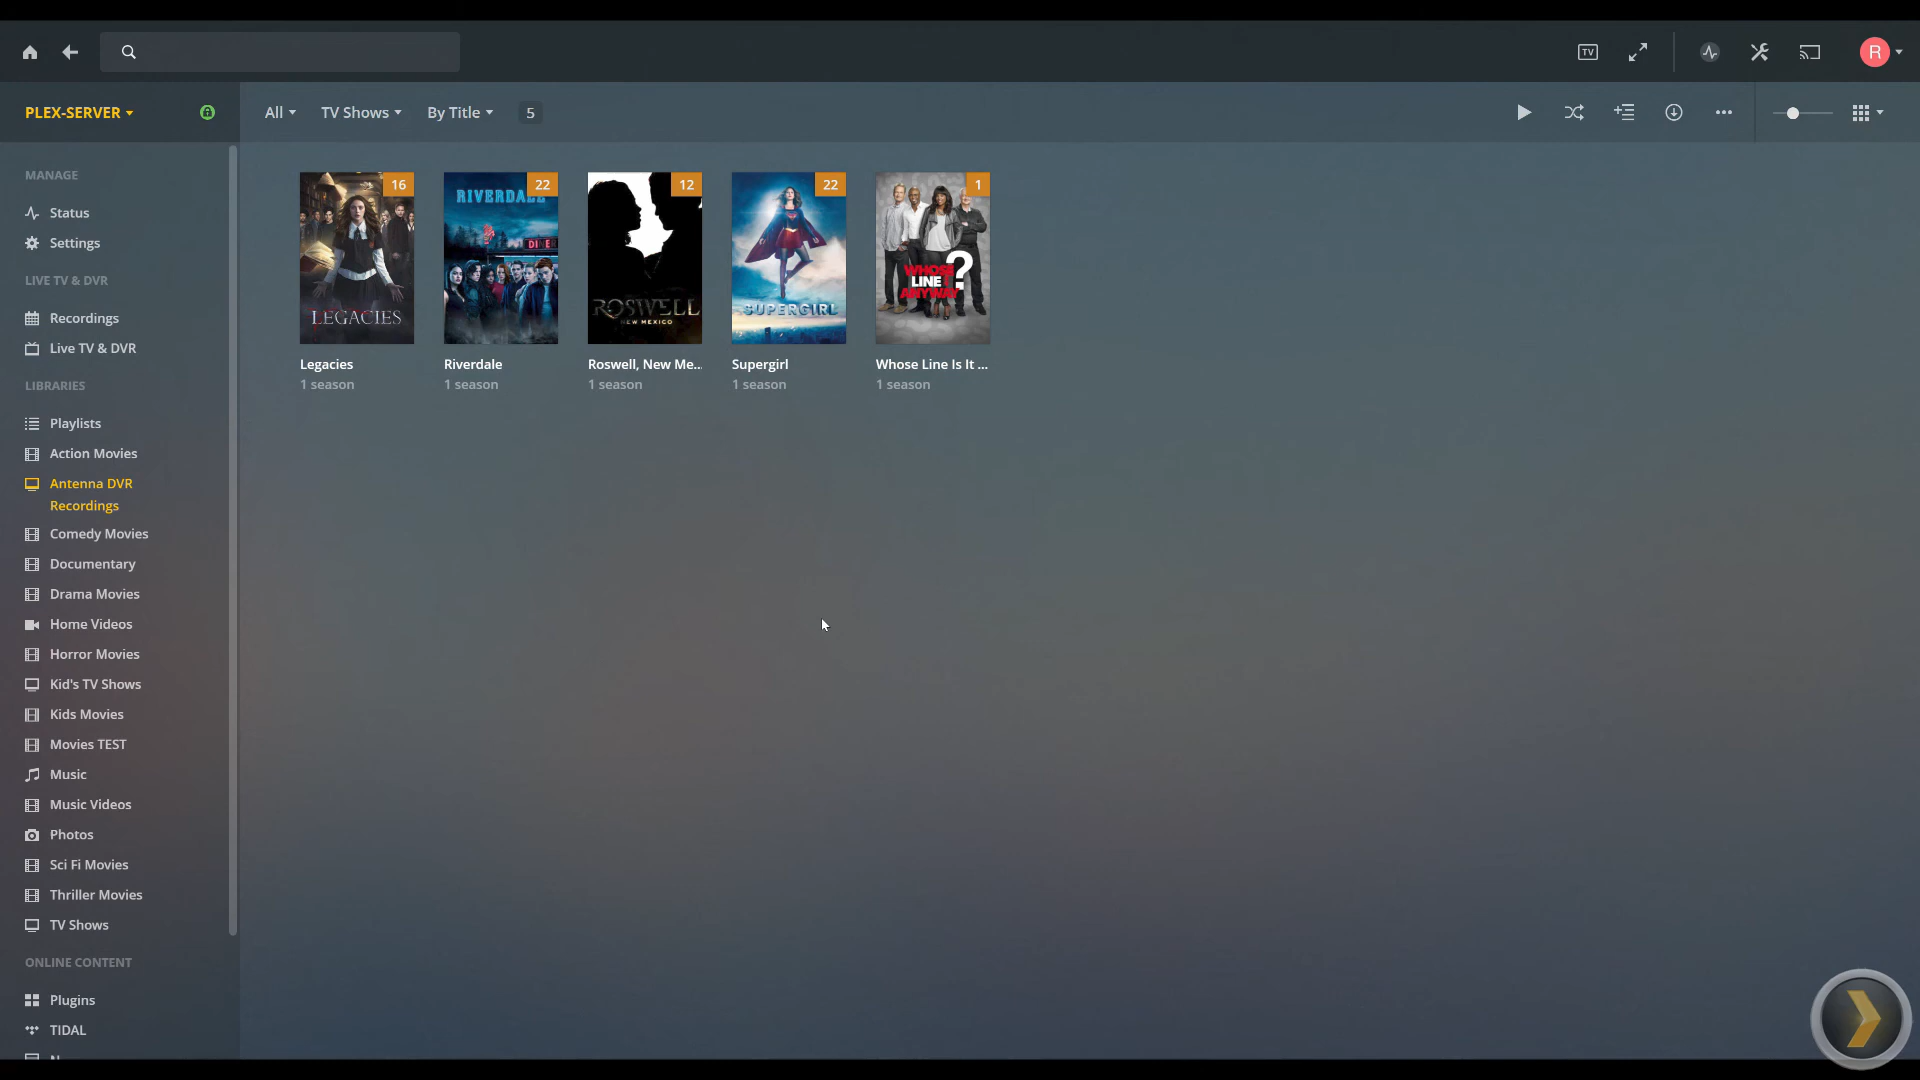 TV
R
PLEX-SERVER
All
TV Shows
By Title
5
MANAGE
Status
Settings
LIVE TV & DVR
Recordings
Live TV & DVR
LIBRARIES
Playlists
Action Movies
Antenna DVR
Recordings
Comedy Movies
Documentary
Drama Movies
Home Videos
Horror Movies
Kid's TV Shows
Kids Movies
Movies TEST
Music
Music Videos
Photos
Sci Fi Movies
Thriller Movies
TV Shows
ONLINE CONTENT
Plugins
TIDAL
16
LEGACIES
Legacies
1 season
22
RIVERDALE
DINER
Riverdale
1 season
12
ROSWELL
NEW MEXICO
Roswell, New Me...
1 season
22
SUPERGIRL
Supergirl
1 season
1
WHOSE
LINE
ANYWAY
?
Whose Line Is It ...
1 season